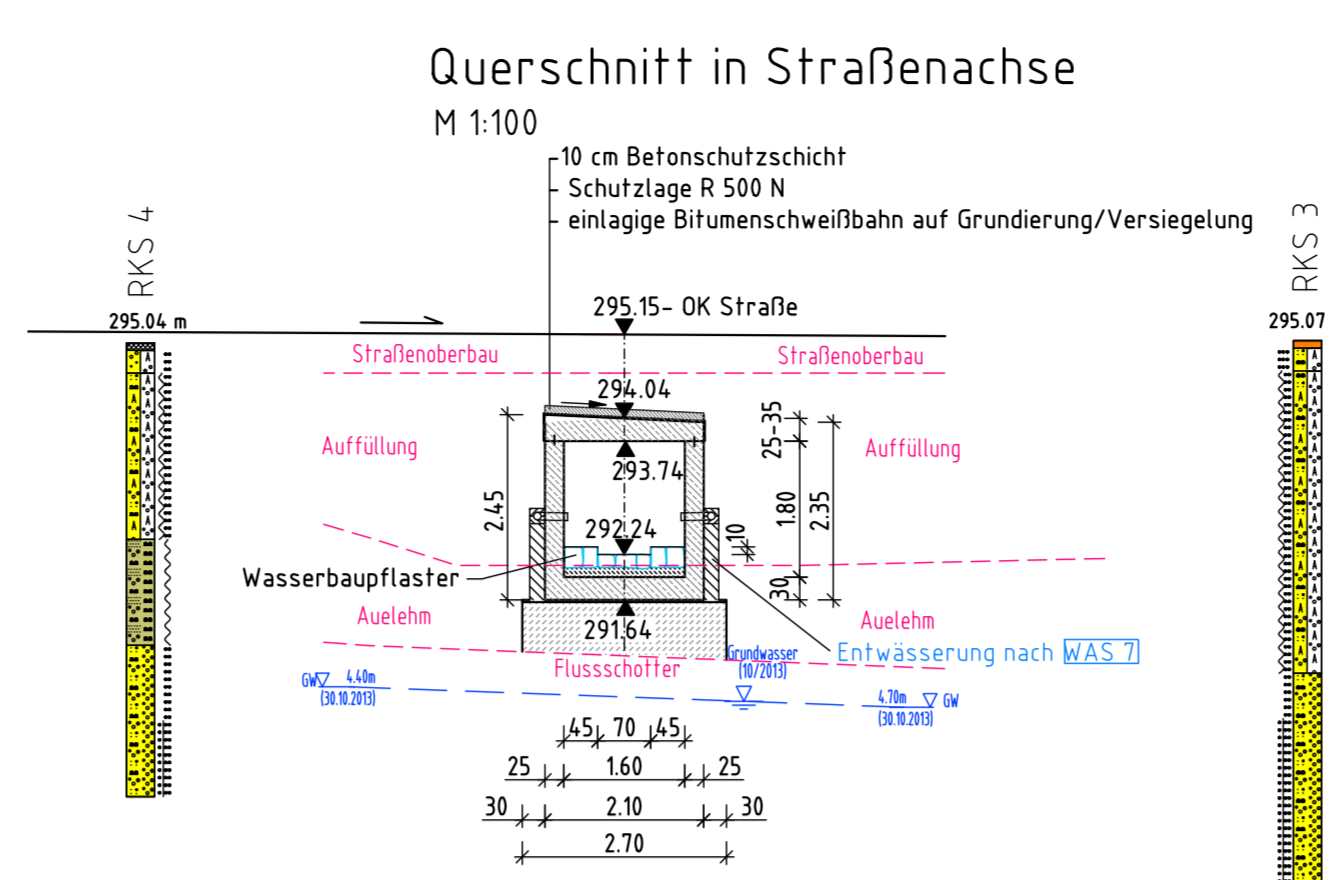 Querschnitt in Straßenachse
M 1:100
10 cm Betonschutzschicht
Schutzlage R 500 N
einlagige Bitumenschweißbahn auf Grundierung/Versiegelung
RKS 4
RKS 3
295.04 m
295.15- OK Straße
295.07
Straßenoberbau
Straßenoberbau
294.04
25-35
Auffüllung
Auffüllung
293.74
2.45
1.80
2.35
292.24
10
Wasserbaupflaster
30
Auelehm
Auelehm
291.64
Entwässerung nach WAS 7
Flussschotter
Grundwasser
(10/2013)
GW 4.40m
(30.10.2013)
4.70m GW
(30.10.2013)
45 70 45
25 1.60 25
30 2.10 30
2.70